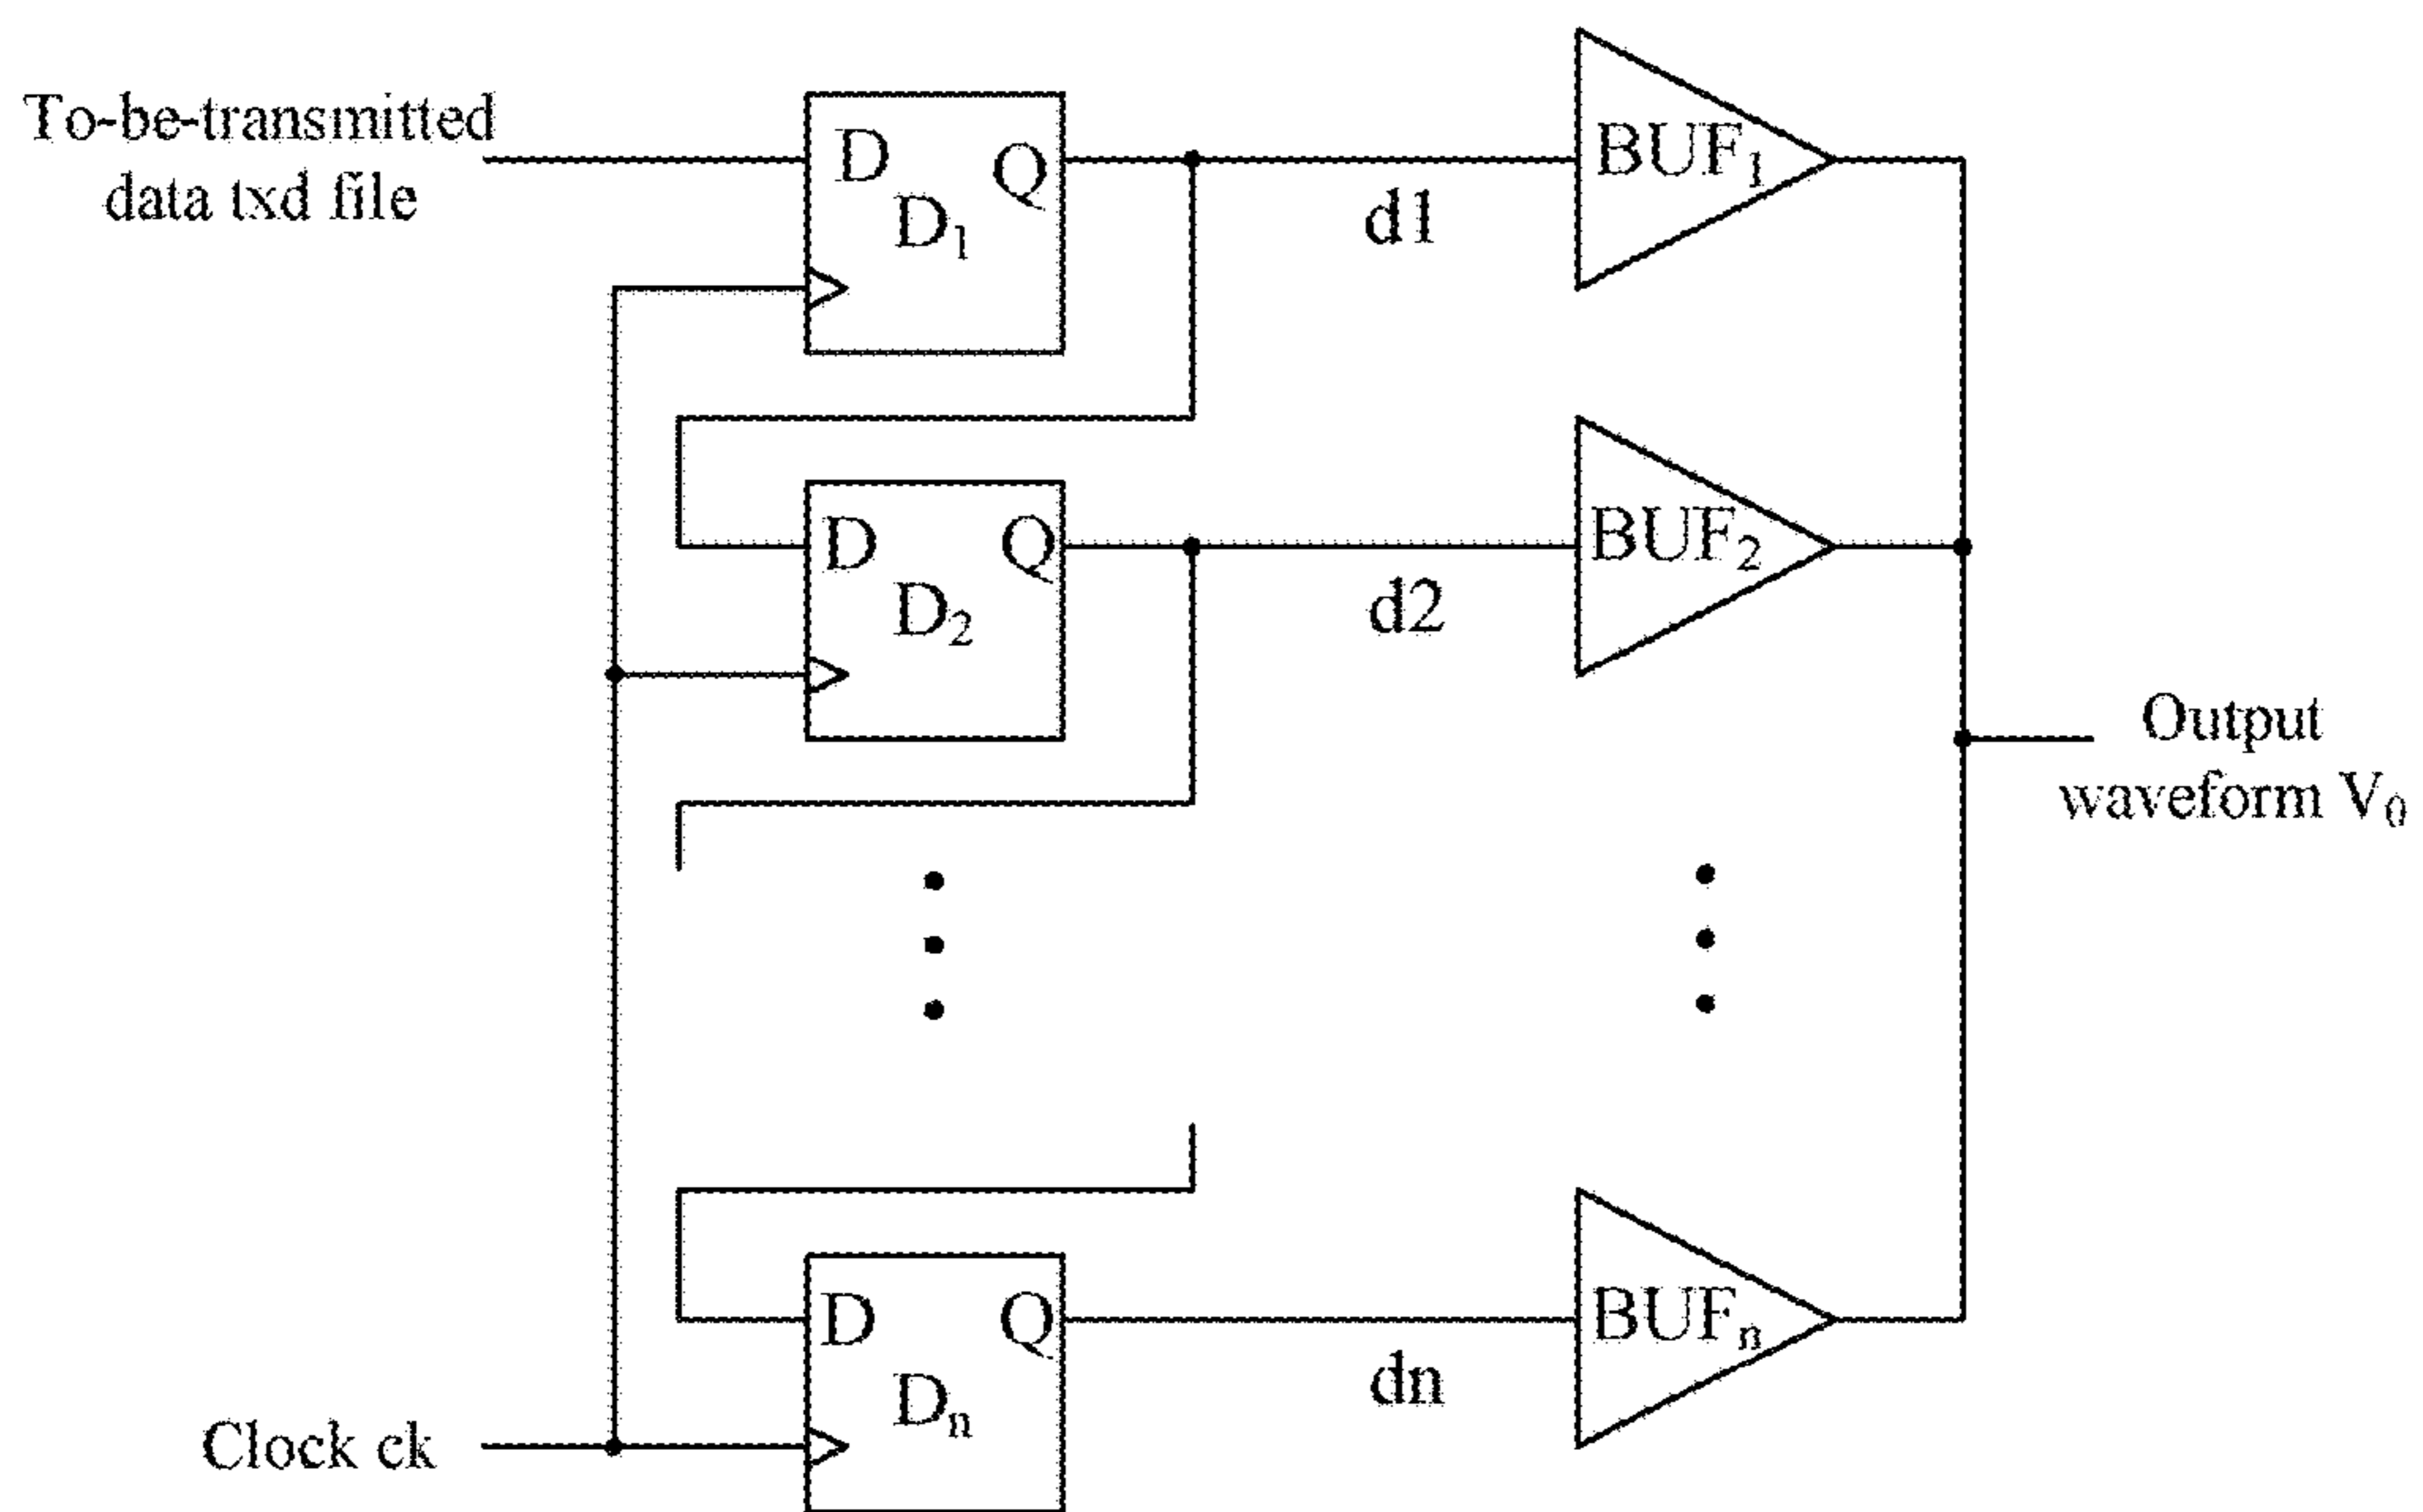 To-be-transmitted
data txd file
D Q
D₁
d1
BUF₁
D Q
D₂
d2
BUF₂
Output
waveform V₀
D Q
Dₙ
dn
BUFₙ
Clock ck